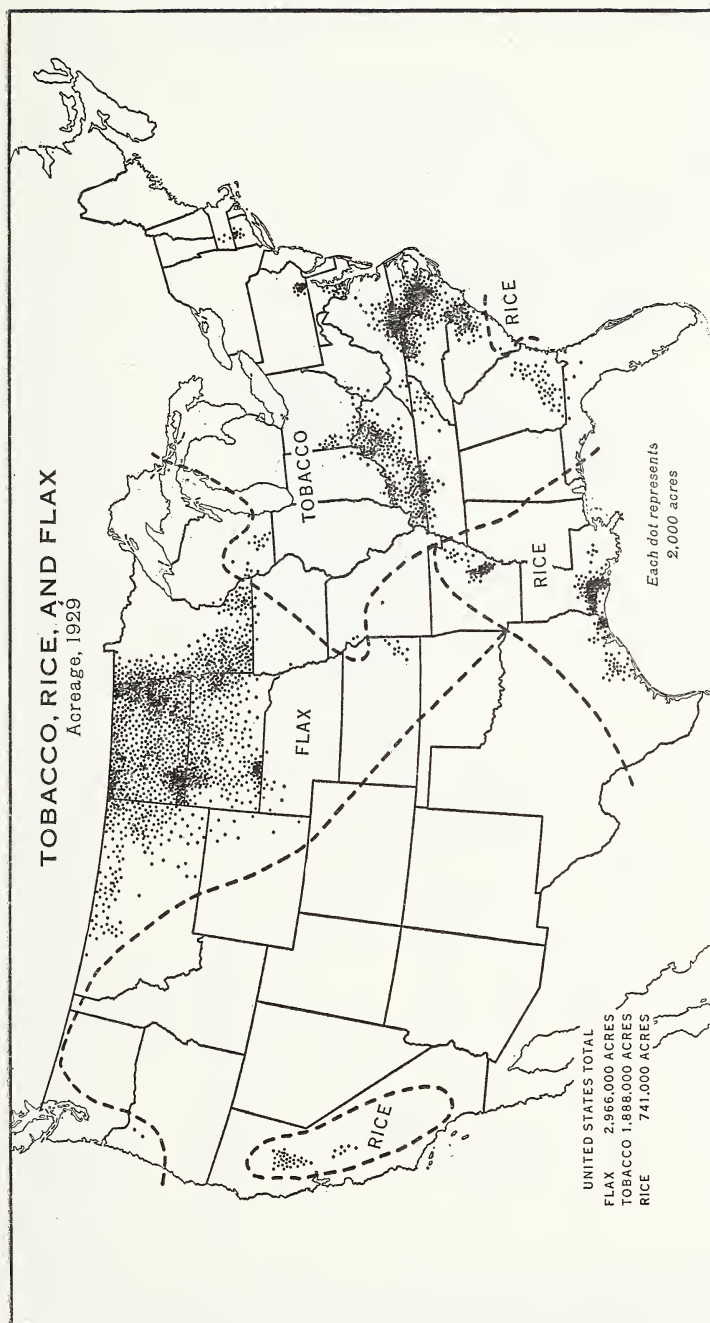 TOBACCO, RICE, AND FLAX
Acreage, 1929
FLAX
TOBACCO
RICE
RICE
RICE
Each dot represents
2,000 acres
UNITED STATES TOTAL
FLAX 2,966,000 ACRES
TOBACCO 1,888,000 ACRES
RICE 741,000 ACRES